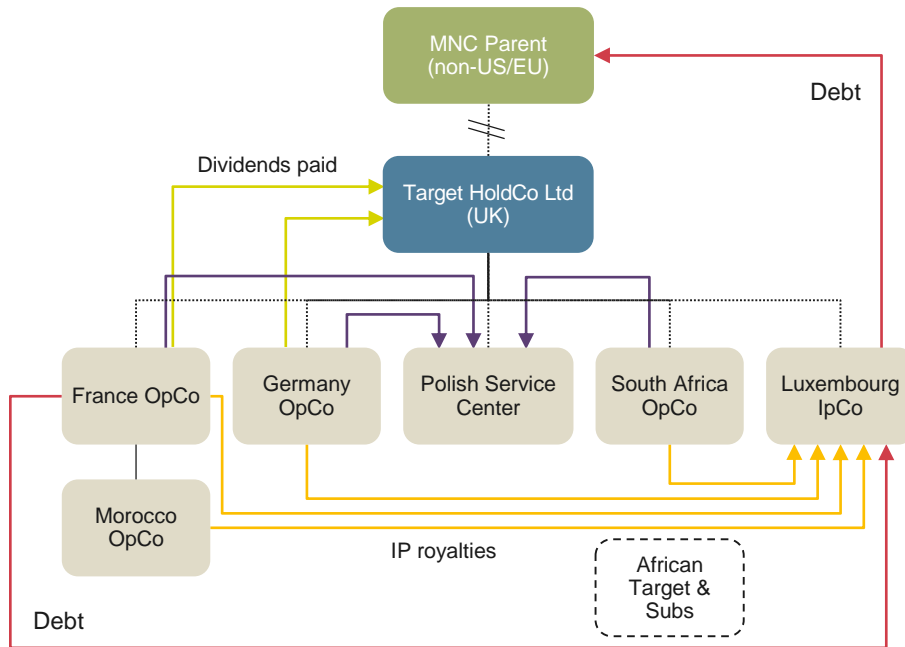 MNC Parent
(non-US/EU)
Debt
Dividends paid
Target HoldCo Ltd
(UK)
France OpCo
Germany
OpCo
Polish Service
Center
South Africa
OpCo
Luxembourg
IpCo
Morocco
OpCo
IP royalties
African
Target &
Subs
Debt